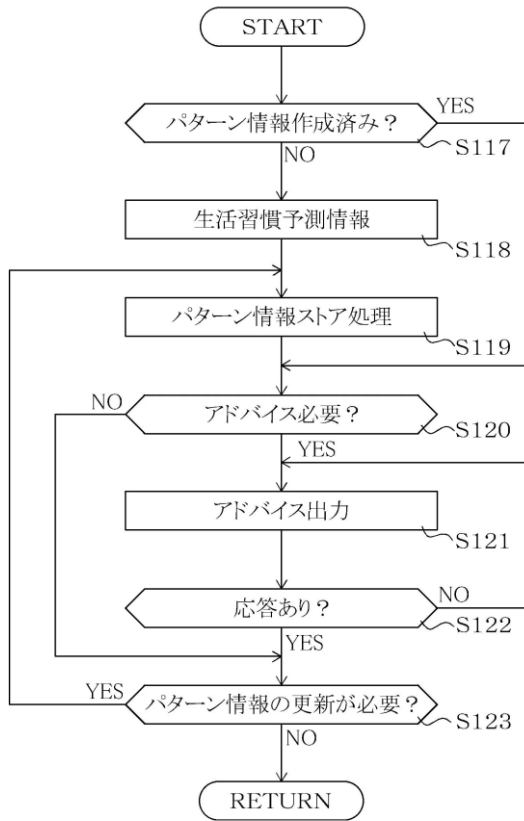 START
パターン情報作成済み?
YES
S117
NO
生活習慣予測情報
S118
パターン情報ストア処理
S119
NO
アドバイス必要?
S120
YES
アドバイス出力
S121
応答あり?
NO
S122
YES
YES
パターン情報の更新が必要?
S123
NO
RETURN